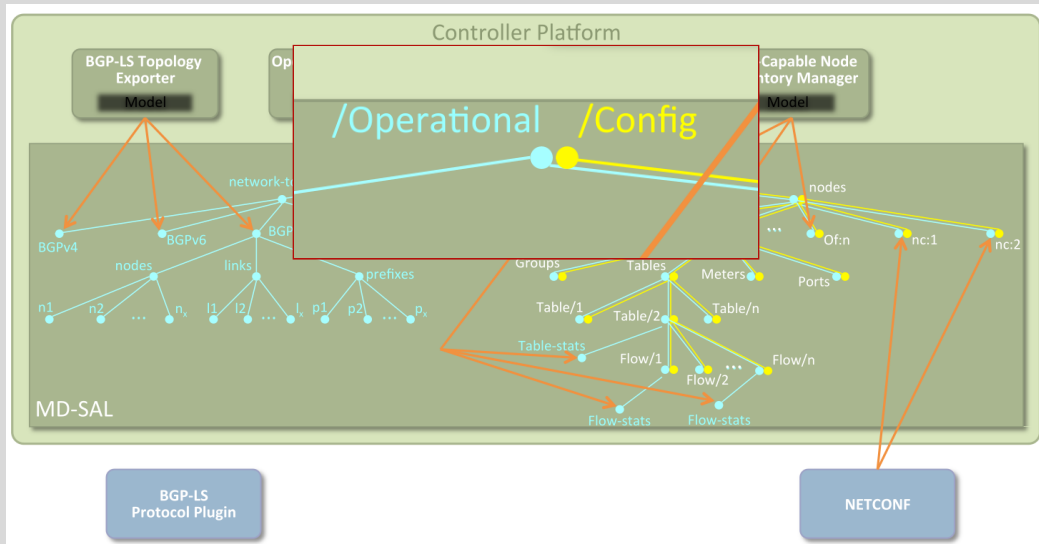 Controller Platform
BGP-LS Topology
Exporter
Model
Op
-Capable Node
ntory Manager
Model
/Operational /Config
network-to
nodes
BGPv4
BGPv6
BGP
...
Of:n
nc:1
nc:2
nodes
links
prefixes
Groups
Tables
Meters
Ports
n1
n2
...
nx
l1
l2
...
lx
p1
p2
...
px
Table/1
Table/2
Table/n
Table-stats
Flow/1
Flow/2
...
Flow/n
Flow-stats
Flow-stats
MD-SAL
BGP-LS
Protocol Plugin
NETCONF